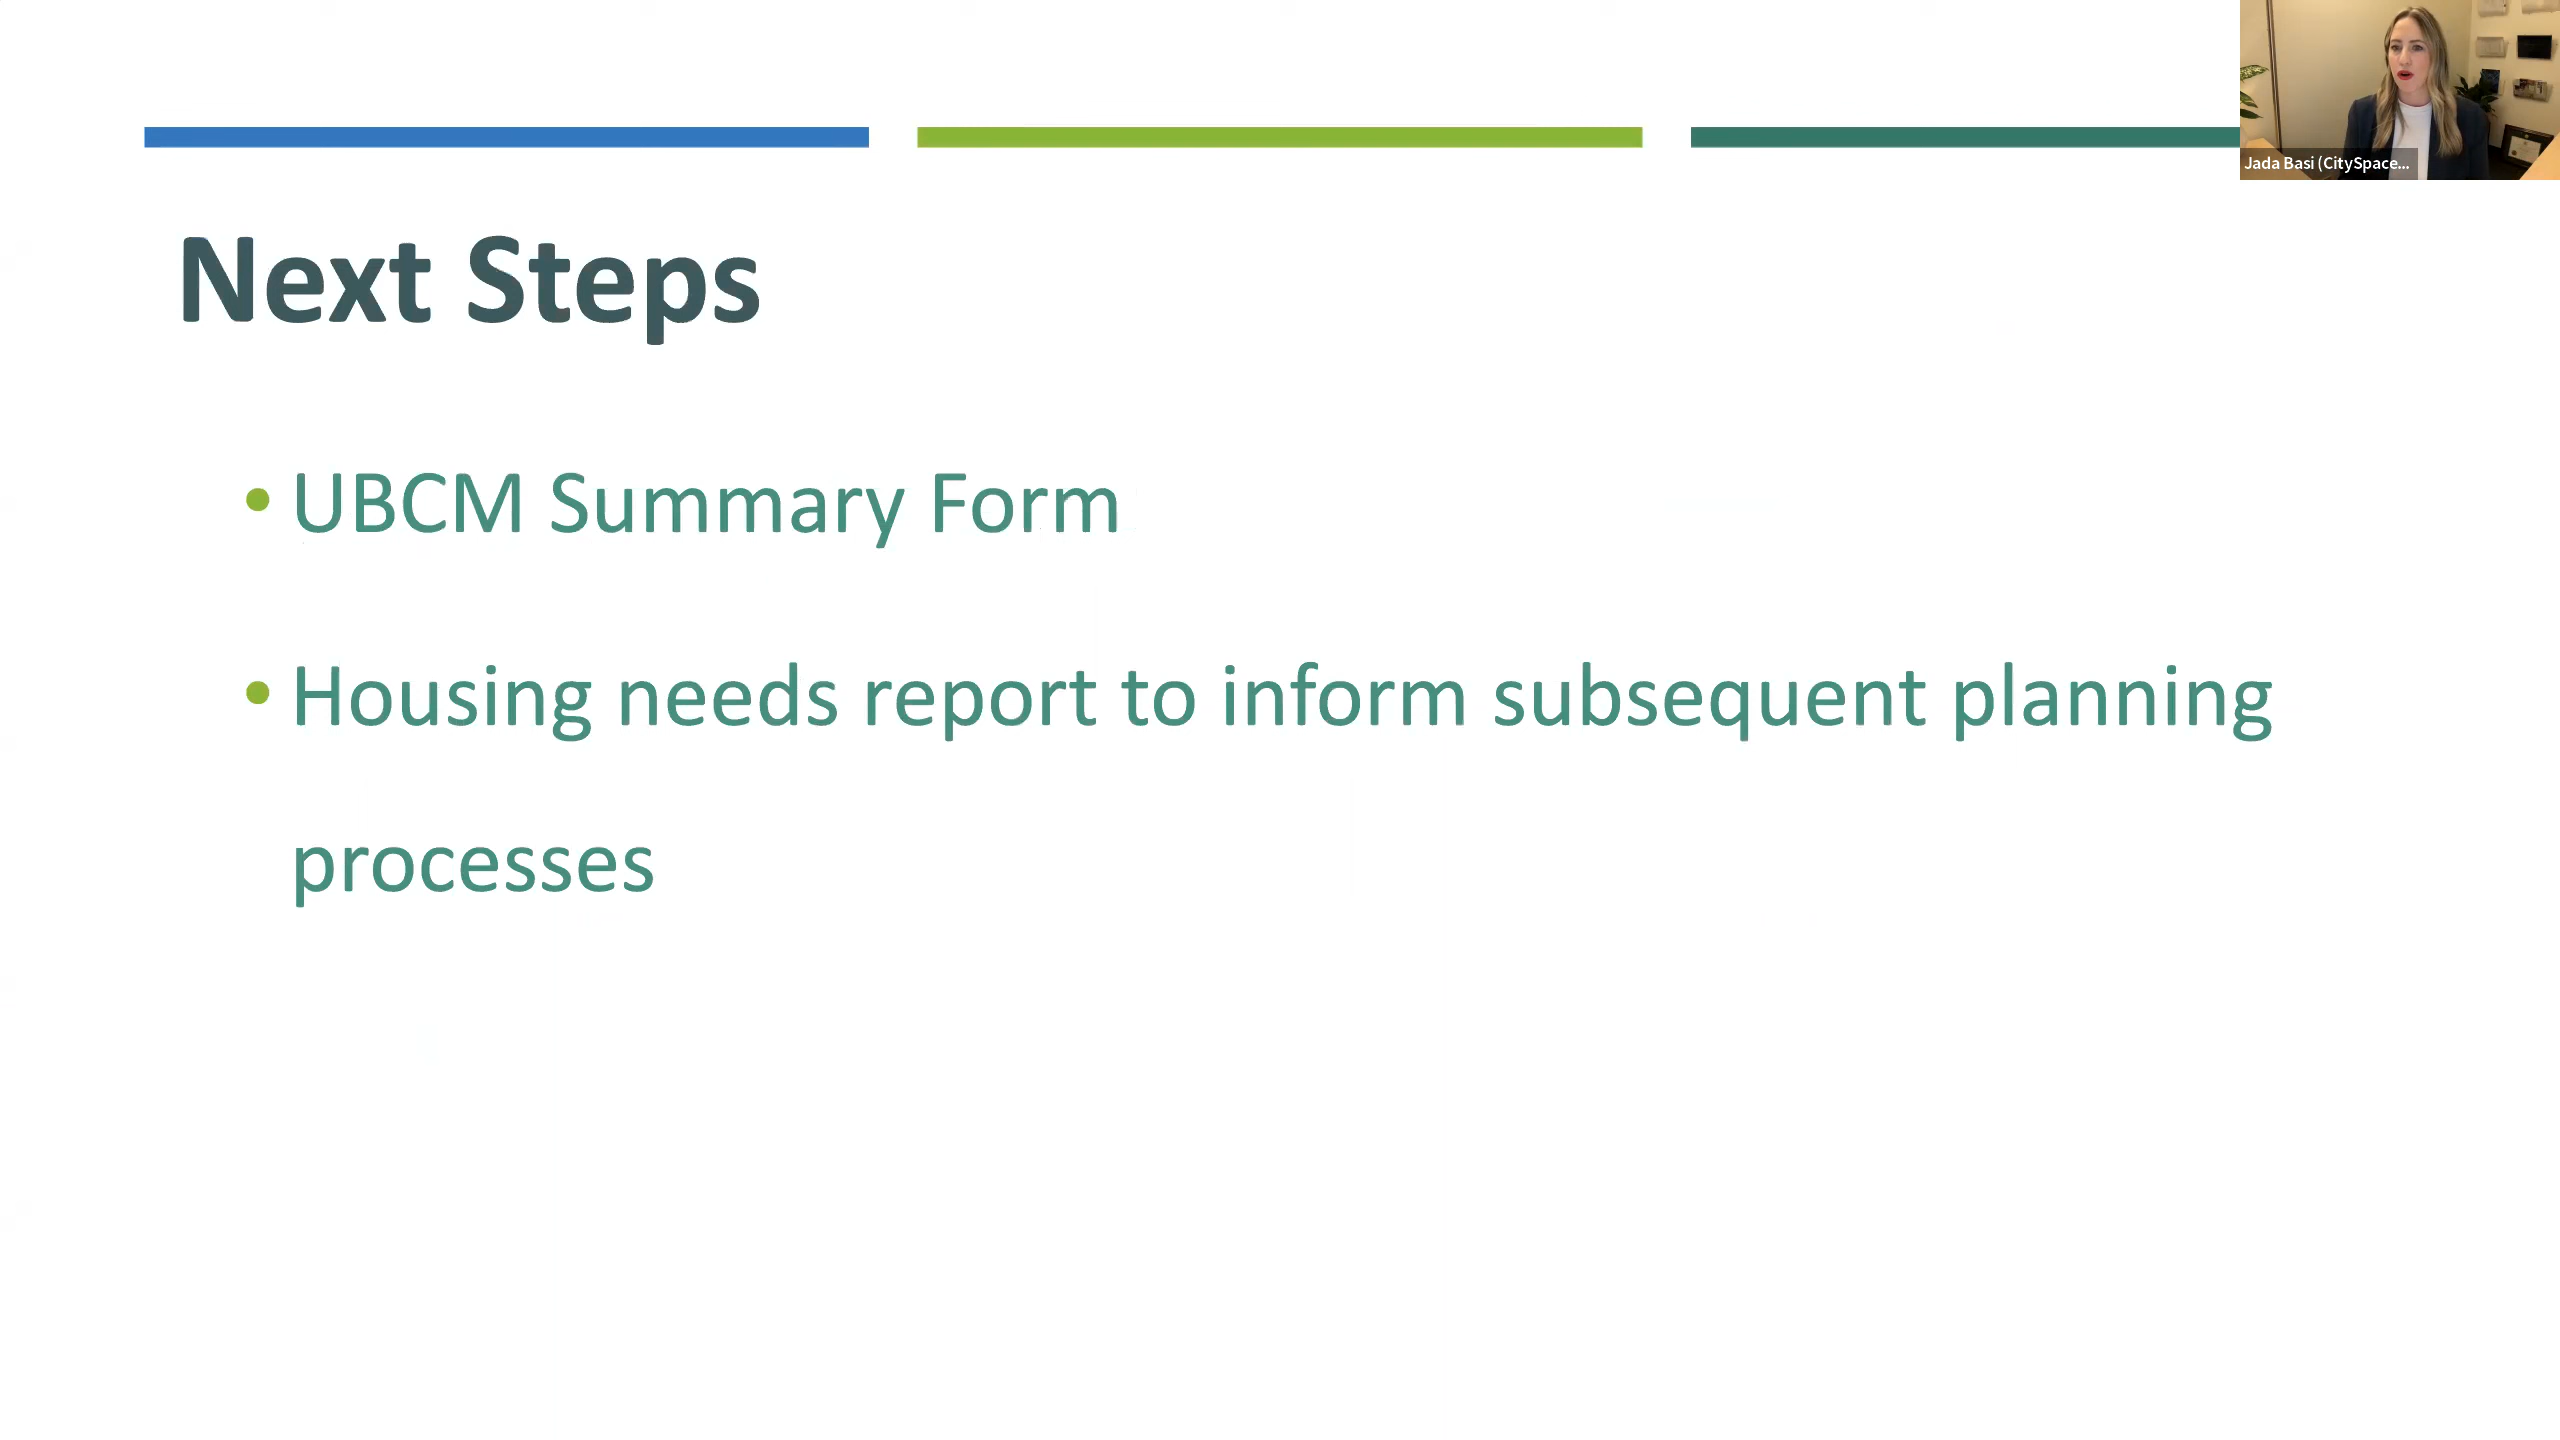 Jada Basi (CitySpace...
Next Steps
• UBCM Summary Form
• Housing needs report to inform subsequent planning
processes